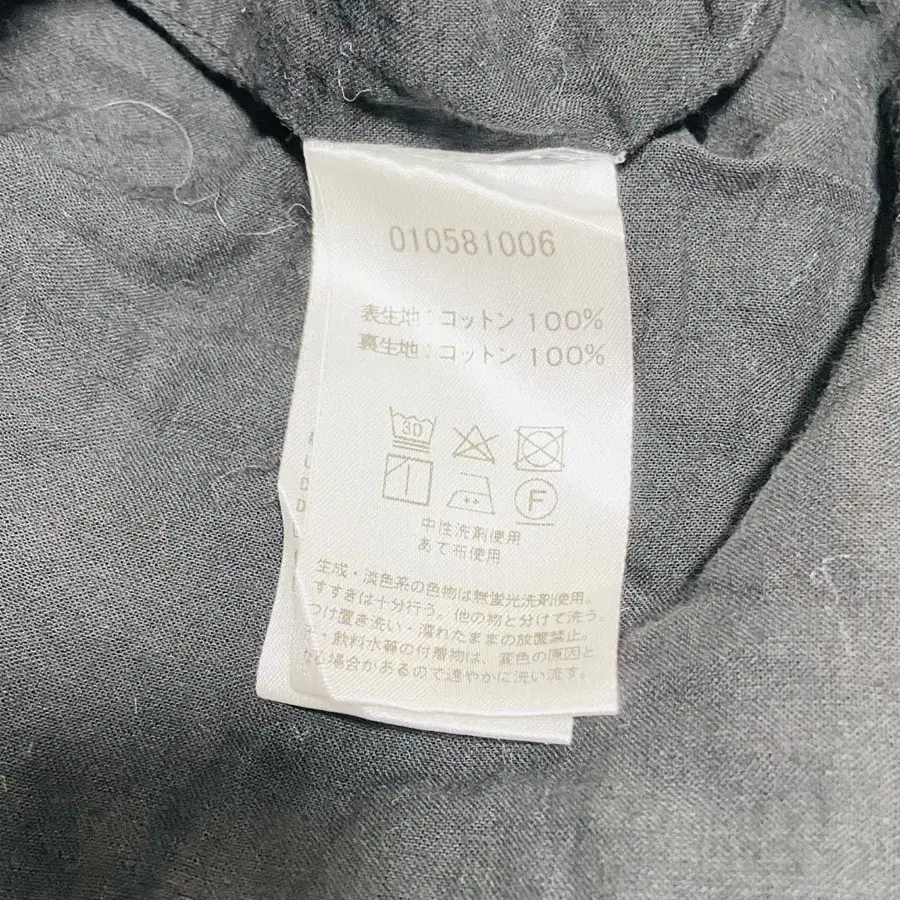 010581006
表生地：コットン 100%
裏生地：コットン 100%
30
F
中性洗剤使用
あて布使用
生成・淡色系の色物は無蛍光洗剤使用。
すすぎは十分行う。他の物と分けて洗う。
つけ置き洗い・濡れたままの放置禁止。
・飲料水等の付着物は、変色の原因と
なる場合があるので速やかに洗い流す。